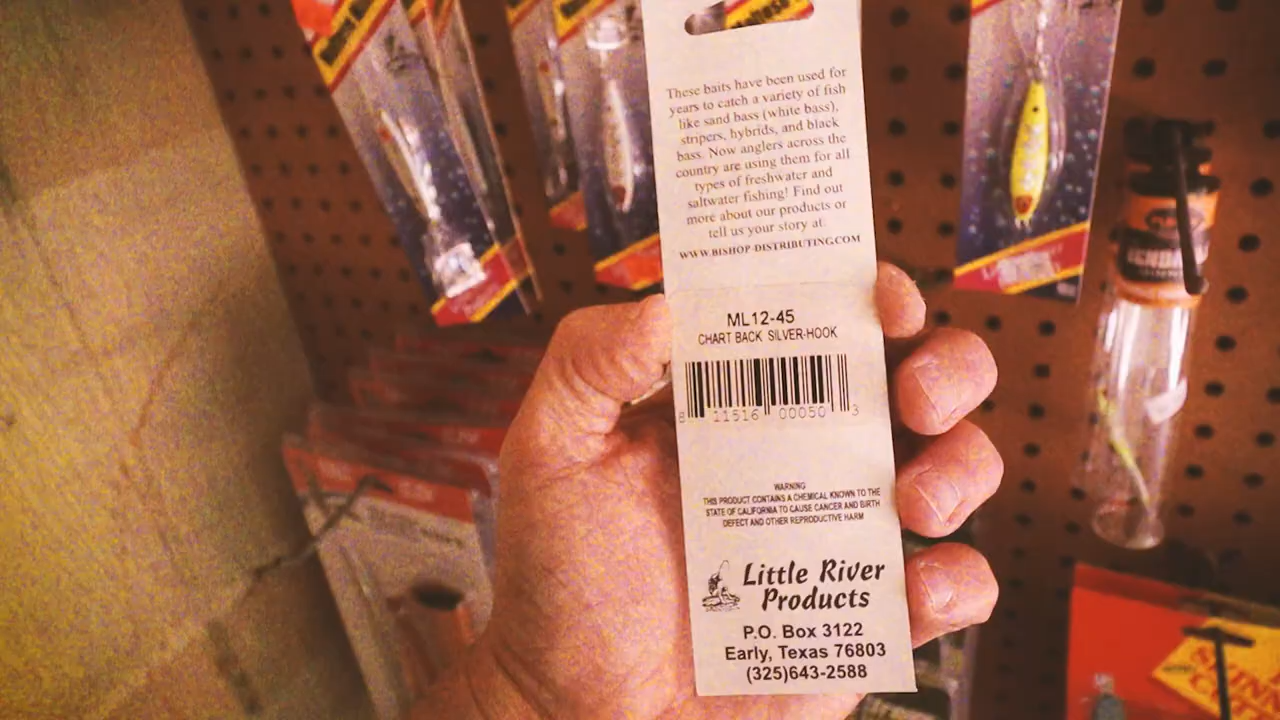 These baits have been used for
years to catch a variety of fish
like sand bass (white bass),
stripers, hybrids, and black
bass. Now anglers across the
country are using them for all
types of freshwater and
saltwater fishing! Find out
more about our products or
tell us your story at:
WWW.BISHOP-DISTRIBUTING.COM
ML12-45
CHART BACK SILVER-HOOK
8 11516 00050 3
WARNING
THIS PRODUCT CONTAINS A CHEMICAL KNOWN TO THE
STATE OF CALIFORNIA TO CAUSE CANCER AND BIRTH
DEFECT AND OTHER REPRODUCTIVE HARM
Little River
Products
P.O. Box 3122
Early, Texas 76803
(325)643-2588